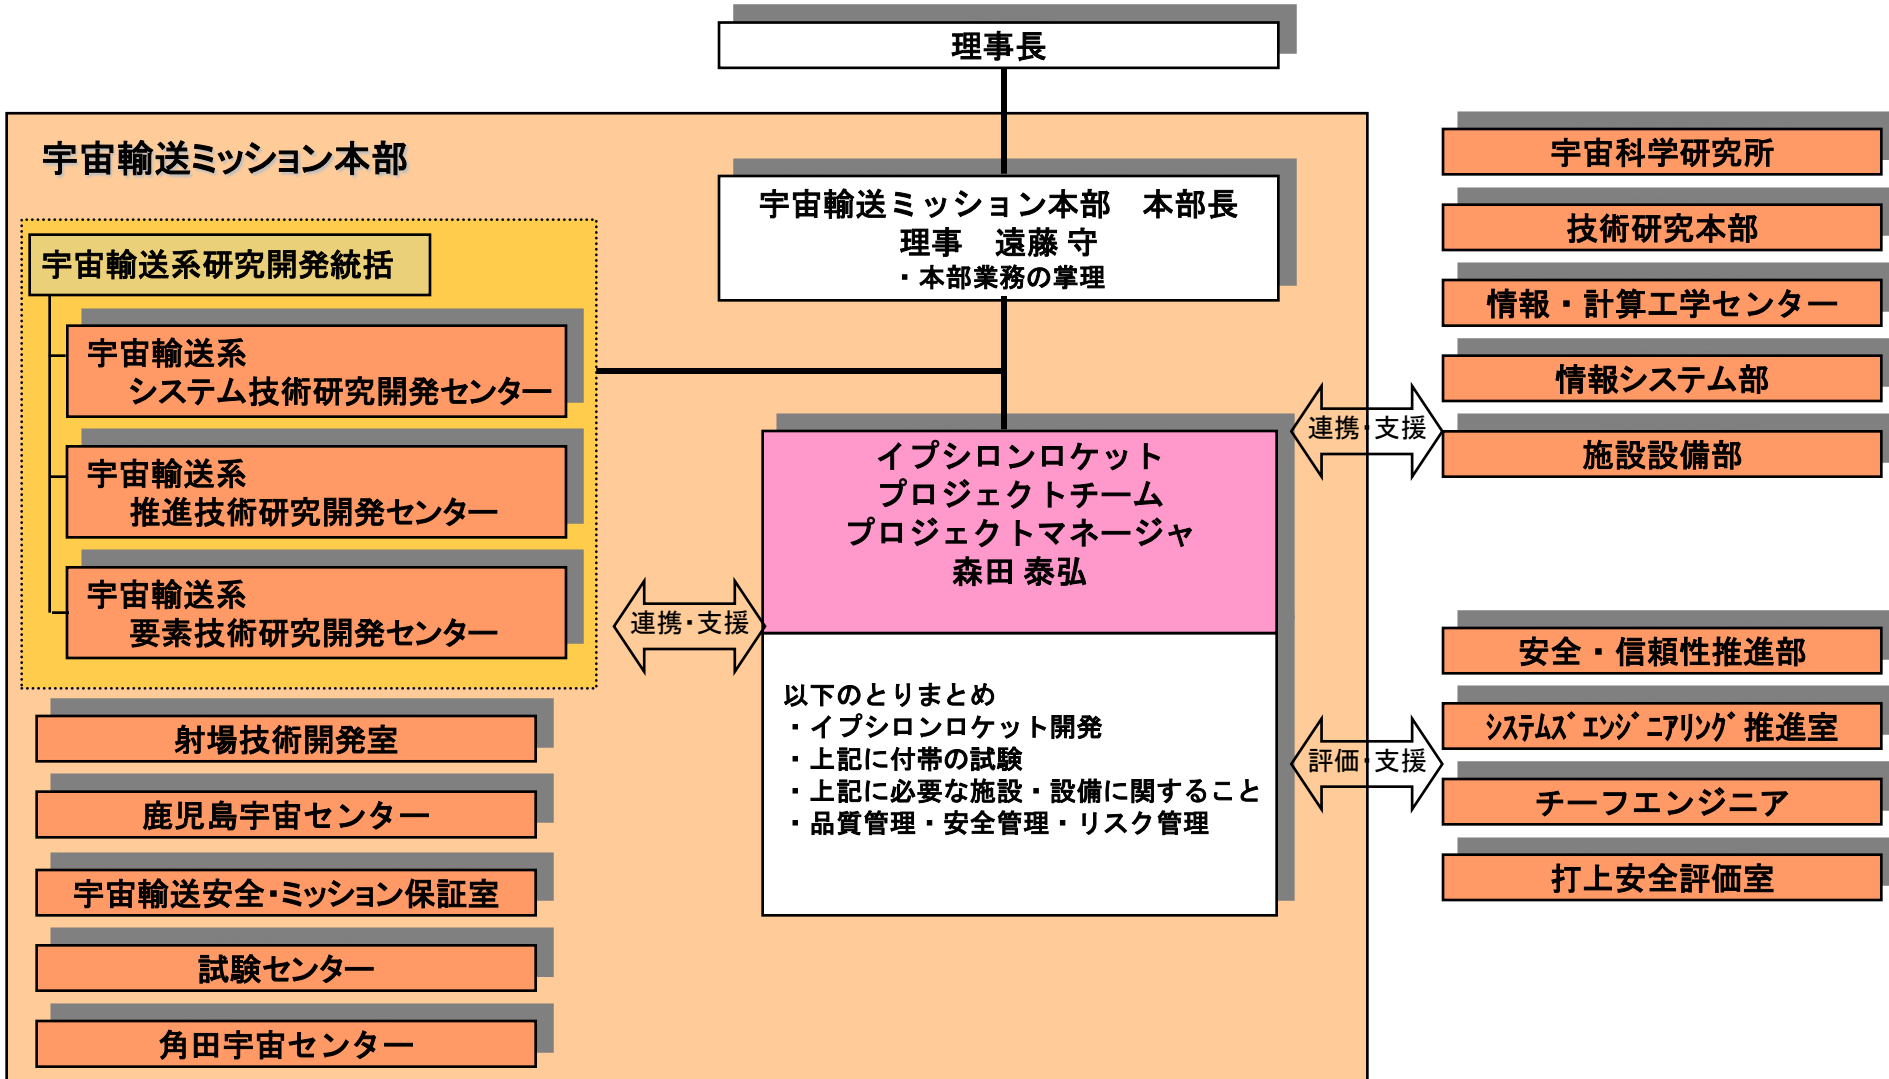 理事長
宇宙輸送ミッション本部
宇宙輸送ミッション本部　本部長
理事　遠藤 守
・本部業務の掌理
宇宙輸送系研究開発統括
宇宙輸送系
システム技術研究開発センター
宇宙輸送系
推進技術研究開発センター
宇宙輸送系
要素技術研究開発センター
射場技術開発室
鹿児島宇宙センター
宇宙輸送安全・ミッション保証室
試験センター
角田宇宙センター
連携・支援
イプシロンロケット
プロジェクトチーム
プロジェクトマネージャ
森田 泰弘
以下のとりまとめ
・イプシロンロケット開発
・上記に付帯の試験
・上記に必要な施設・設備に関すること
・品質管理・安全管理・リスク管理
連携・支援
評価・支援
宇宙科学研究所
技術研究本部
情報・計算工学センター
情報システム部
施設設備部
安全・信頼性推進部
ｼｽﾃﾑｽﾞｴﾝｼﾞﾆｱﾘﾝｸﾞ推進室
チーフエンジニア
打上安全評価室